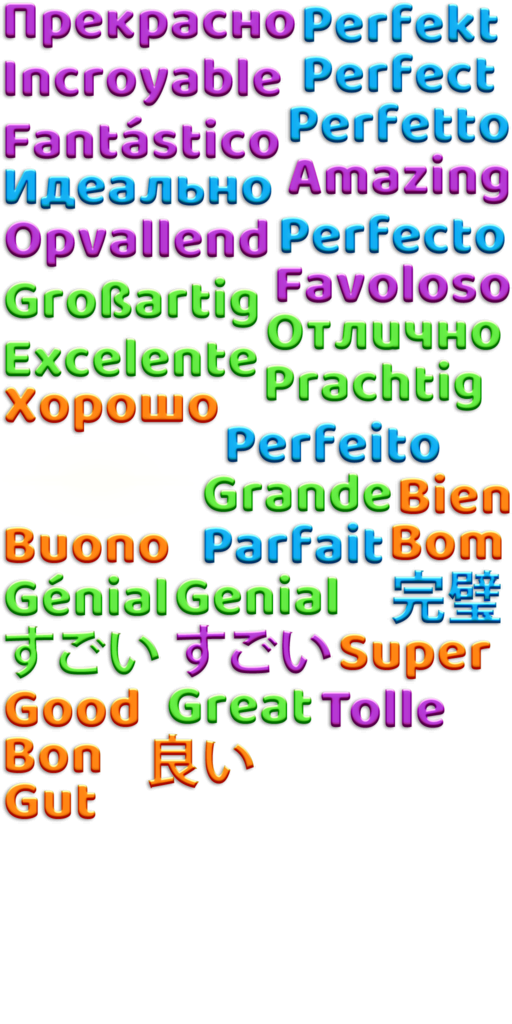 Прекрасно Perfekt
Incroyable Perfect
Fantástico Perfetto
Идеально Amazing
Opvallend Perfecto
Favoloso
Großartig Отлично
Excelente Prachtig
Хорошо
Perfeito
Grande Bien
Buono Parfait Bom
Génial Genial 完璧
すごい すごい Super
Good Great Tolle
Bon 良い
Gut